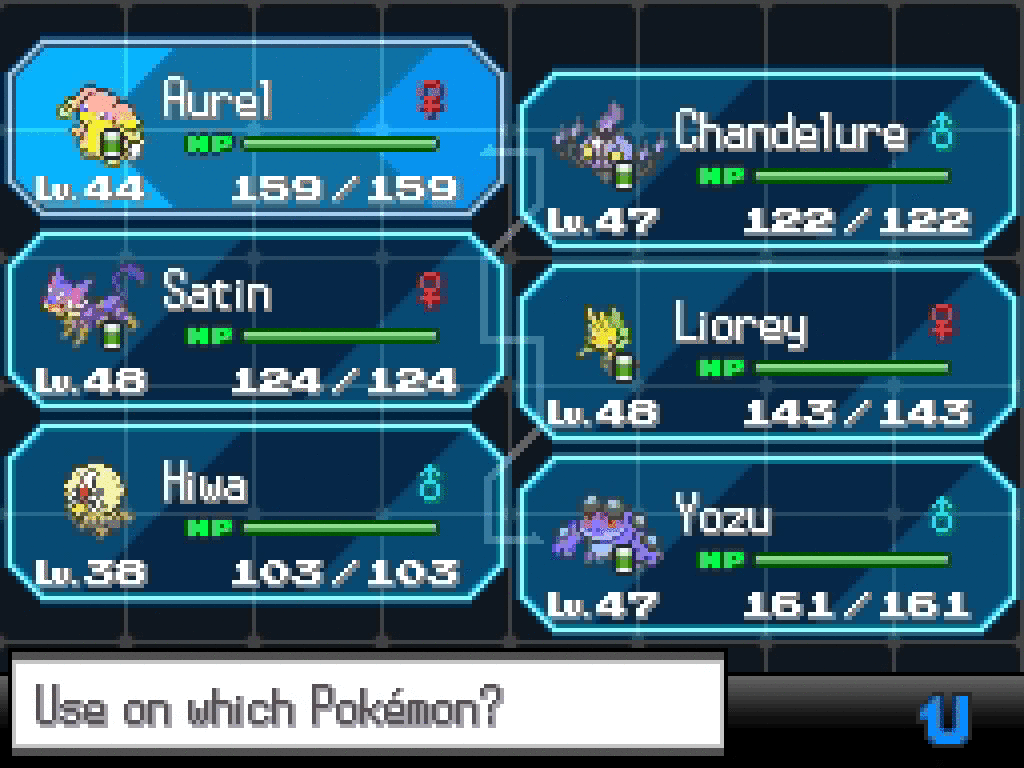 Aurel ♀
HP
Lv.44 159/159
Chandelure ♂
HP
Lv.47 122/122
Satin ♀
HP
Lv.48 124/124
Liorey ♀
HP
Lv.48 143/143
Hiwa ♂
HP
Lv.38 103/103
Yozu ♂
HP
Lv.47 161/161
Use on which Pokémon?